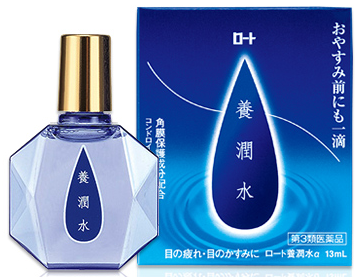 ロート
おやすみ前にも一滴
養潤水
角膜保護成分配合
コンドロイ
第3類医薬品
目の疲れ・目のかすみに ロート養潤水α 13mL
養潤水